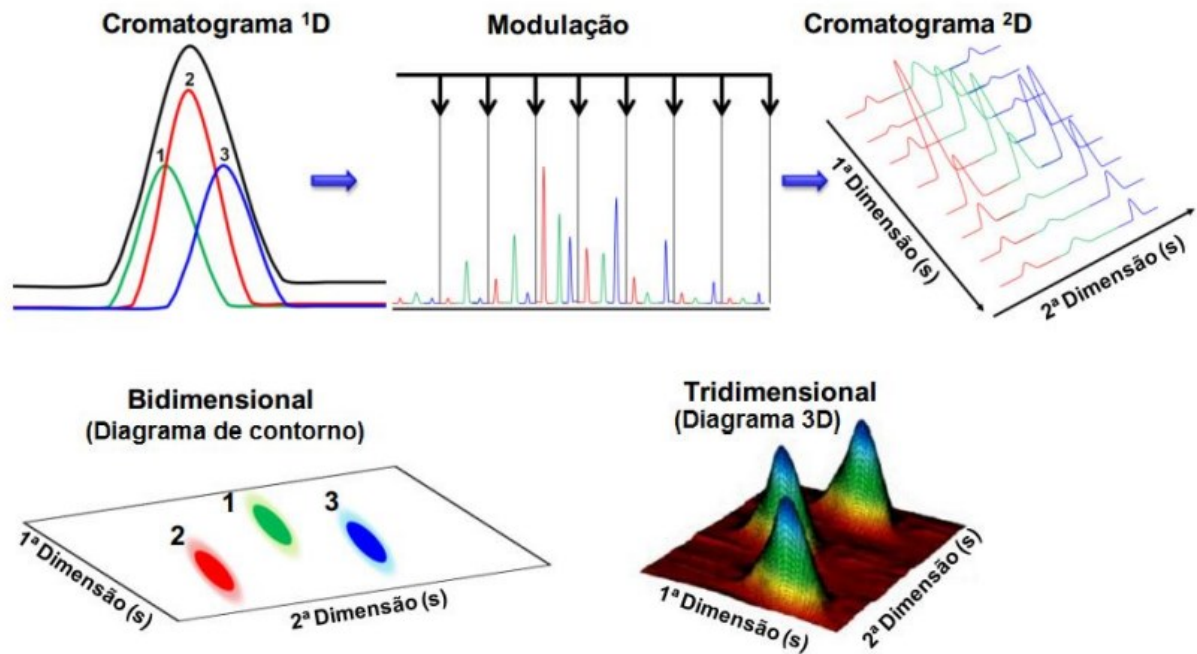 Cromatograma ¹D
Modulação
Cromatograma ²D
2
1
3
1ª Dimensão (s)
2ª Dimensão (s)
Bidimensional
(Diagrama de contorno)
1
2
3
1ª Dimensão (s)
2ª Dimensão (s)
Tridimensional
(Diagrama 3D)
1ª Dimensão (s)
2ª Dimensão (s)